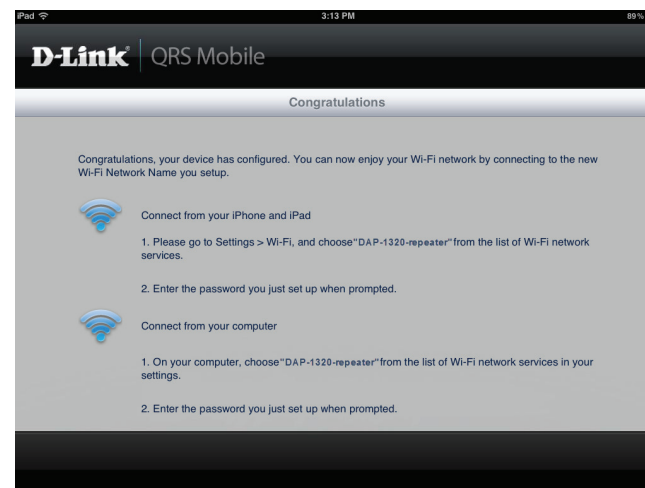 iPad 3:13 PM 89%
D-Link® QRS Mobile
Congratulations
Congratulations, your device has configured. You can now enjoy your Wi-Fi network by connecting to the new
Wi-Fi Network Name you setup.
Connect from your iPhone and iPad
1. Please go to Settings > Wi-Fi, and choose"DAP-1320-repeater"from the list of Wi-Fi network
services.
2. Enter the password you just set up when prompted.
Connect from your computer
1. On your computer, choose"DAP-1320-repeater"from the list of Wi-Fi network services in your
settings.
2. Enter the password you just set up when prompted.